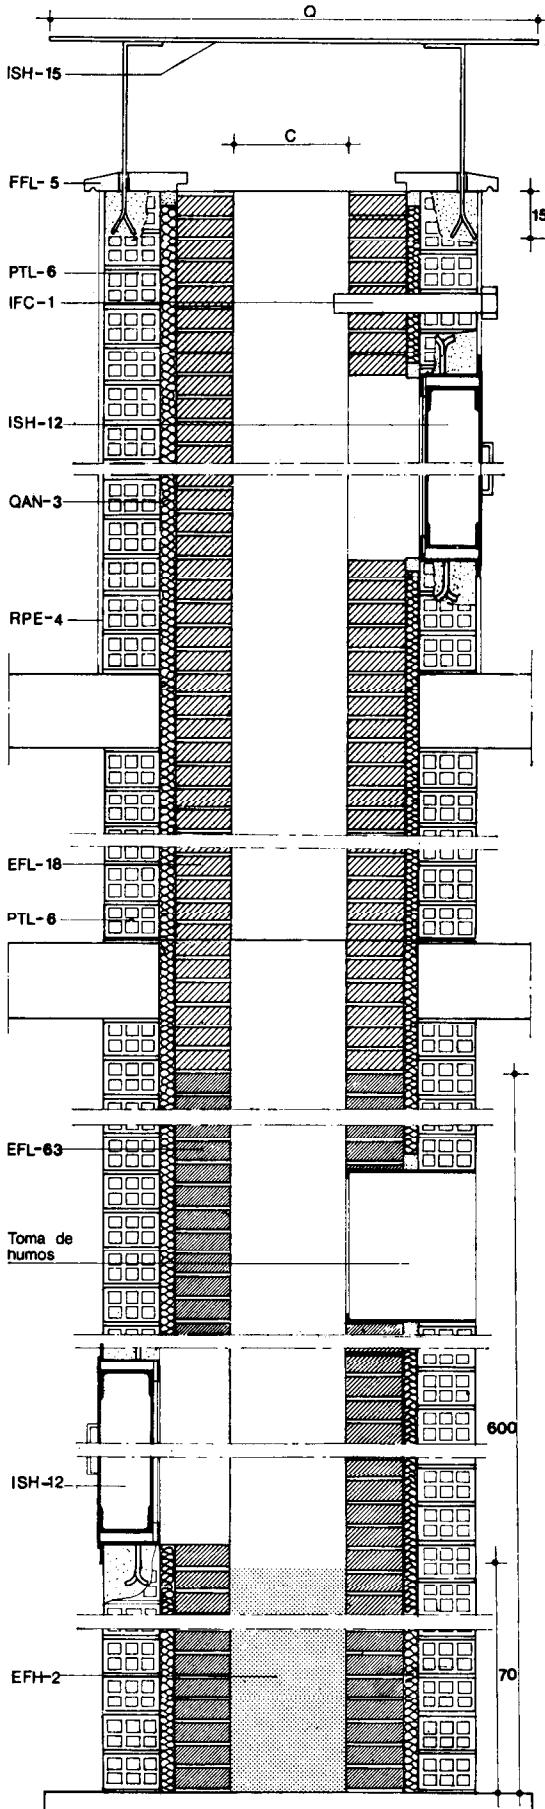 Q
ISH-15
C
FFL-5
15
PTL-6
IFC-1
ISH-12
QAN-3
RPE-4
EFL-18
PTL-6
EFL-63
Toma de
humos
600
ISH-12
EFH-2
70